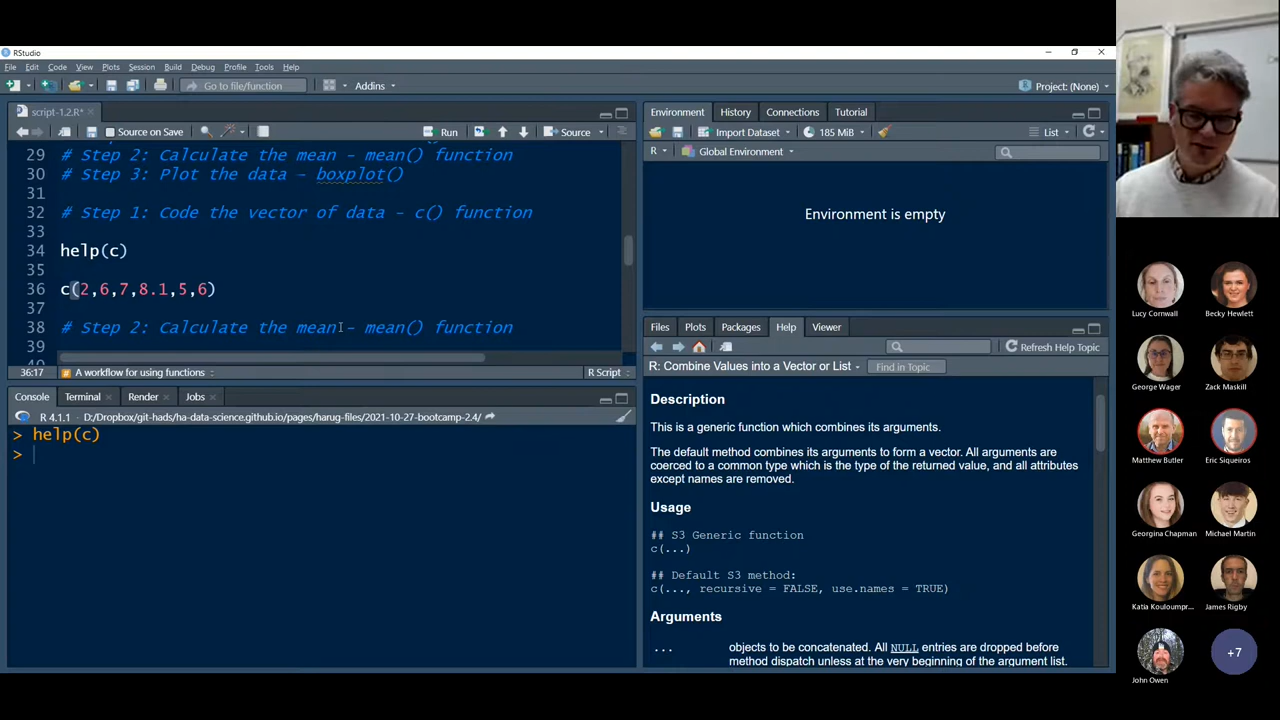 RStudio
File Edit Code View Plots Session Build Debug Profile Tools Help
Go to file/function Addins Project: (None)
script-1.2.R*
Source on Save Run Source
29 # Step 2: Calculate the mean - mean() function
30 # Step 3: Plot the data - boxplot()
31
32 # Step 1: Code the vector of data - c() function
33
34 help(c)
35
36 c(2,6,7,8.1,5,6)
37
38 # Step 2: Calculate the mean - mean() function
39
36:17 # A workflow for using functions R Script
Console Terminal Render Jobs
R 4.1.1 · D:/Dropbox/git-hads/ha-data-science.github.io/pages/harug-files/2021-10-27-bootcamp-2.4/
> help(c)
>
Environment History Connections Tutorial
Import Dataset 185 MiB List
R Global Environment
Environment is empty
Files Plots Packages Help Viewer
Refresh Help Topic
R: Combine Values into a Vector or List Find in Topic
Description
This is a generic function which combines its arguments.
The default method combines its arguments to form a vector. All arguments are
coerced to a common type which is the type of the returned value, and all attributes
except names are removed.
Usage
## S3 Generic function
c(...)
## Default S3 method:
c(..., recursive = FALSE, use.names = TRUE)
Arguments
... objects to be concatenated. All NULL entries are dropped before
method dispatch unless at the very beginning of the argument list.
Lucy Cornwall Becky Hewlett
George Wager Zack Maskill
Matthew Butler Eric Siqueiros
Georgina Chapman Michael Martin
Katia Kouloumpr... James Rigby
+7
John Owen